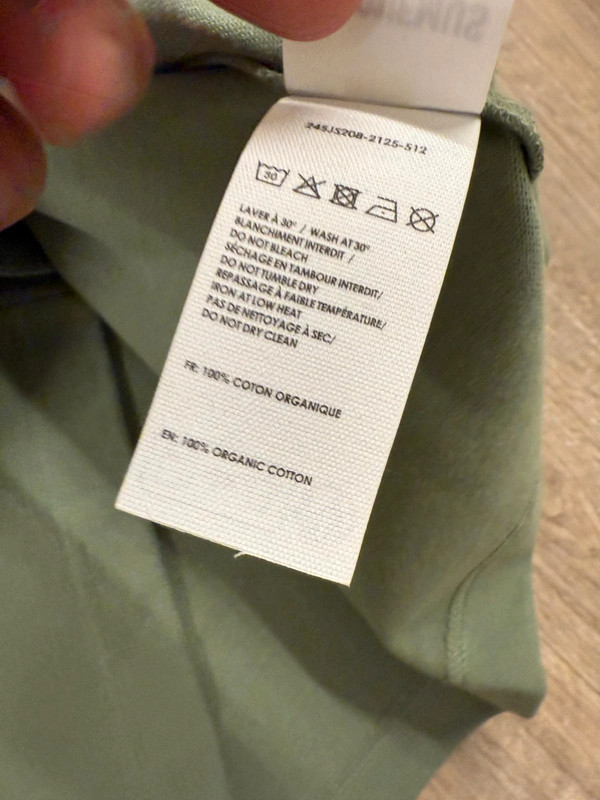 245JS208-2125-512
30
LAVER À 30° / WASH AT 30°
BLANCHIMENT INTERDIT /
DO NOT BLEACH
SÉCHAGE EN TAMBOUR INTERDIT/
DO NOT TUMBLE DRY
REPASSAGE À FAIBLE TEMPÉRATURE/
IRON AT LOW HEAT
PAS DE NETTOYAGE À SEC/
DO NOT DRY CLEAN
FR: 100% COTON ORGANIQUE
EN: 100% ORGANIC COTTON